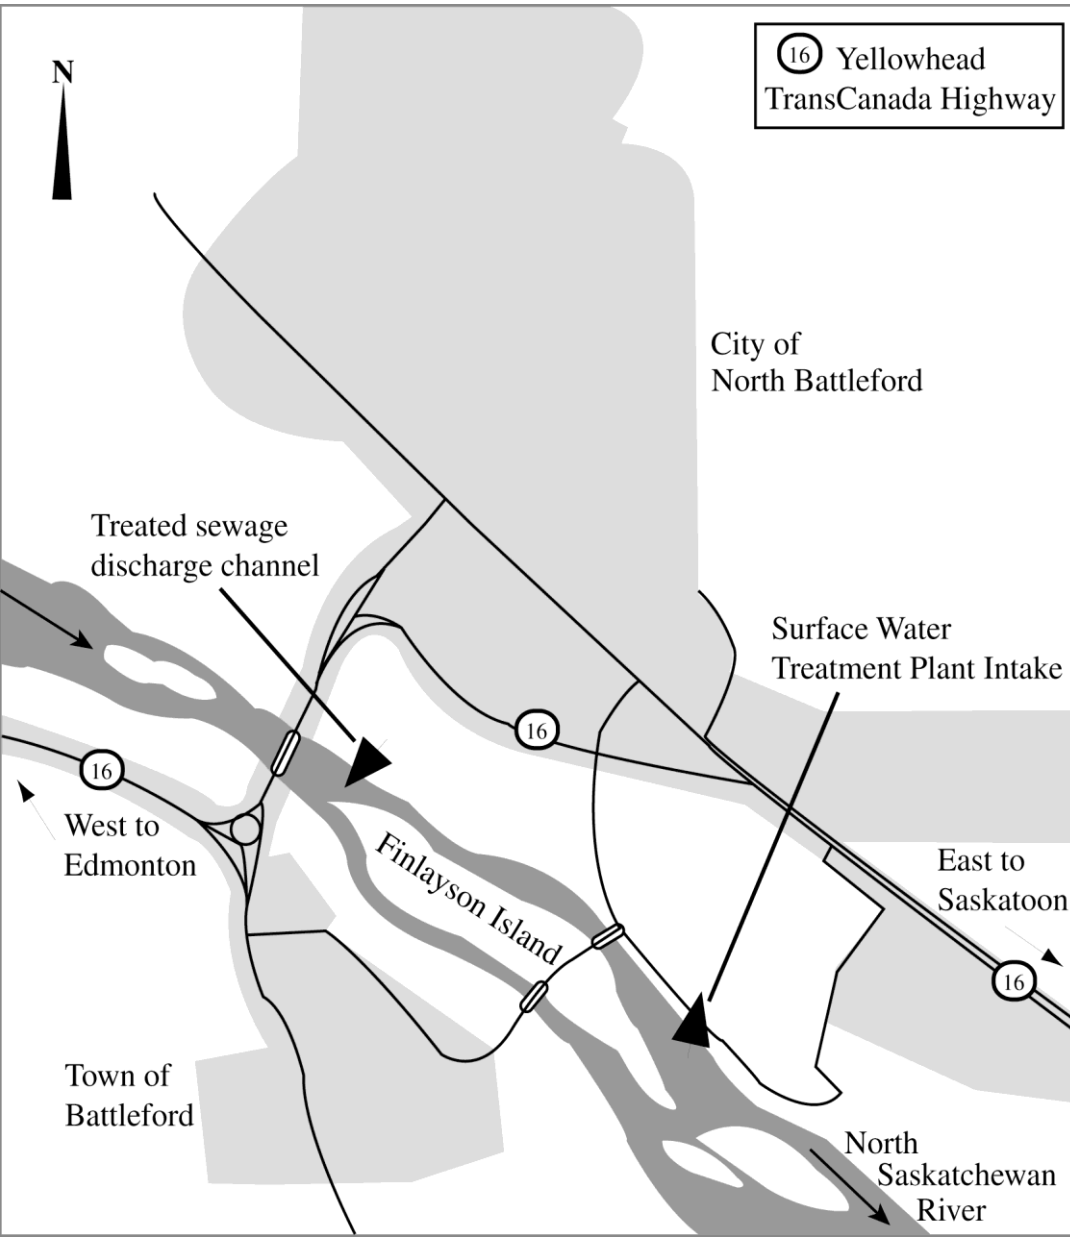 N
16 Yellowhead
TransCanada Highway
City of
North Battleford
Treated sewage
discharge channel
Surface Water
Treatment Plant Intake
16
16
West to
Edmonton
Finlayson Island
East to
Saskatoon
16
Town of
Battleford
North
Saskatchewan
River